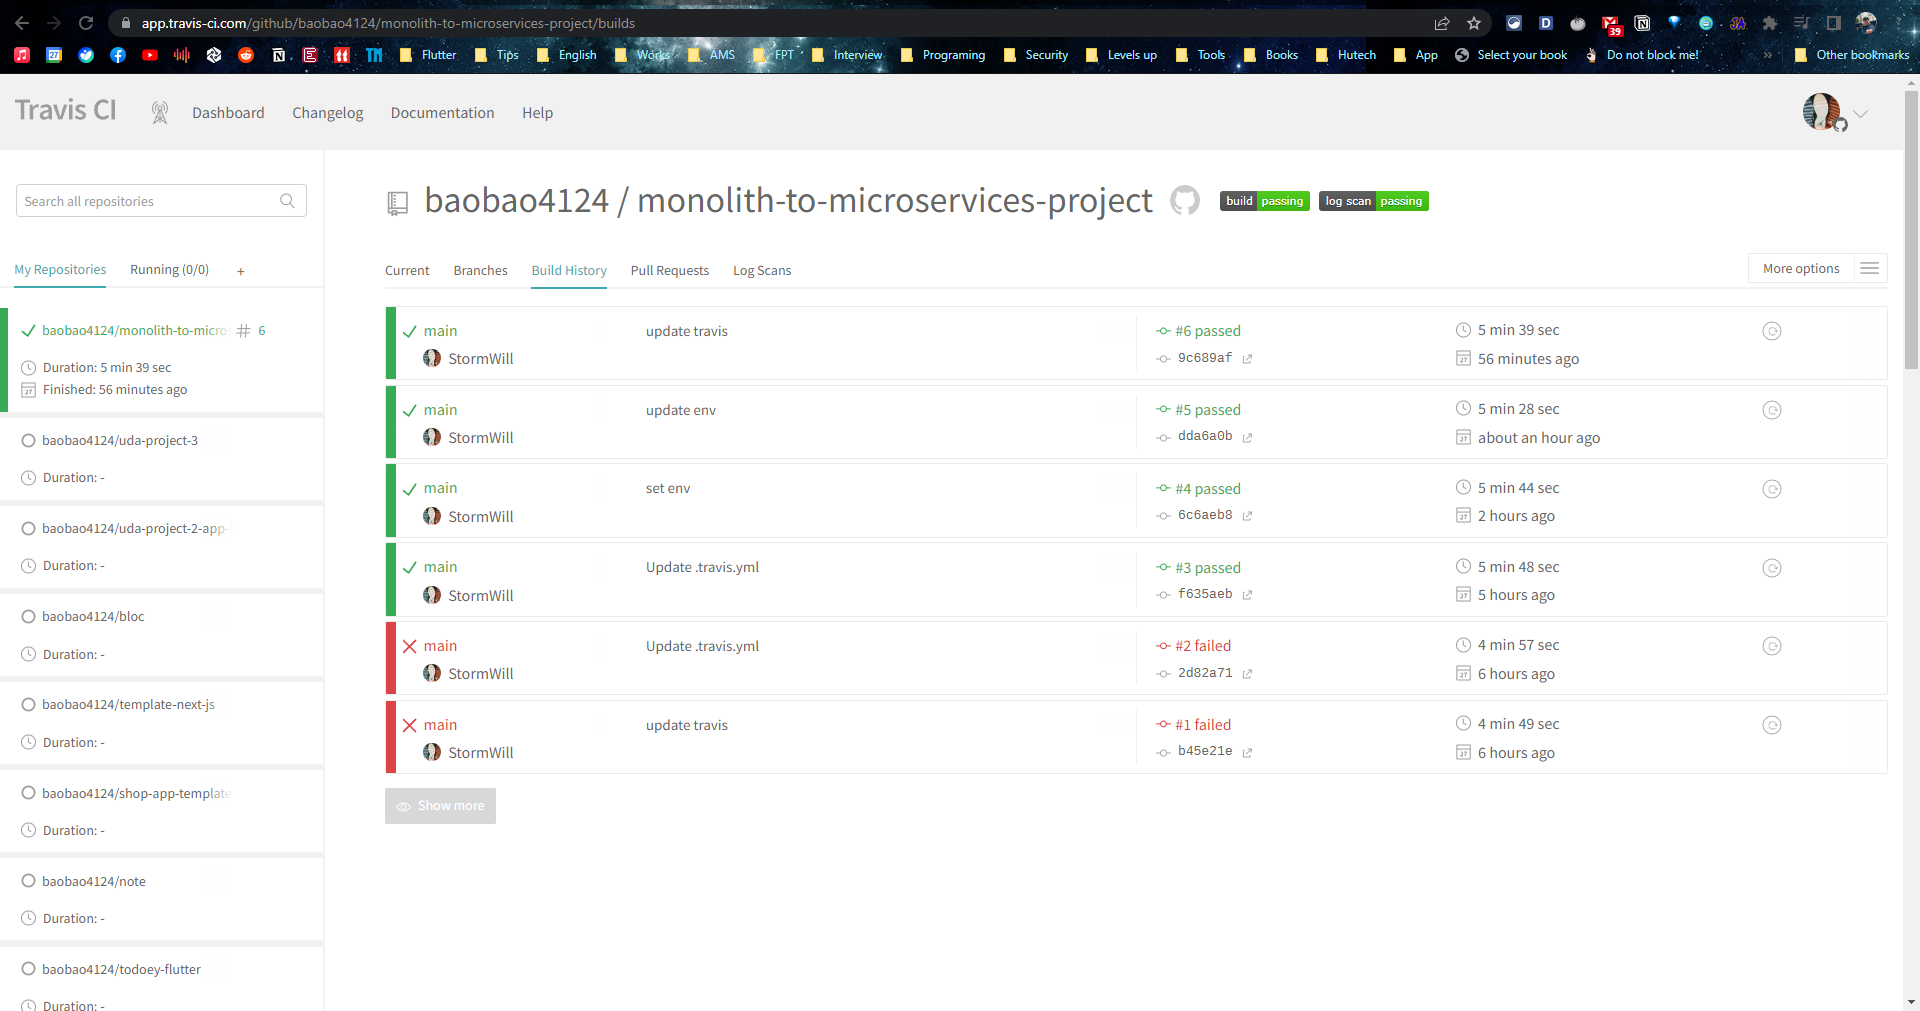 app.travis-ci.com/github/baobao4124/monolith-to-microservices-project/builds
39
Flutter Tips English Works AMS FPT Interview Programing Security Levels up Tools Books Hutech App Select your book Do not block me! » Other bookmarks
Travis CI Dashboard Changelog Documentation Help
Search all repositories
baobao4124 / monolith-to-microservices-project build passing log scan passing
My Repositories Running (0/0) +
Current Branches Build History Pull Requests Log Scans More options
baobao4124/monolith-to-micros # 6
Duration: 5 min 39 sec
Finished: 56 minutes ago
baobao4124/uda-project-3
Duration: -
baobao4124/uda-project-2-app-
Duration: -
baobao4124/bloc
Duration: -
baobao4124/template-next-js
Duration: -
baobao4124/shop-app-template
Duration: -
baobao4124/note
Duration: -
baobao4124/todoey-flutter
Duration: -
main update travis #6 passed 5 min 39 sec
StormWill 9c689af 56 minutes ago
main update env #5 passed 5 min 28 sec
StormWill dda6a0b about an hour ago
main set env #4 passed 5 min 44 sec
StormWill 6c6aeb8 2 hours ago
main Update .travis.yml #3 passed 5 min 48 sec
StormWill f635aeb 5 hours ago
main Update .travis.yml #2 failed 4 min 57 sec
StormWill 2d82a71 6 hours ago
main update travis #1 failed 4 min 49 sec
StormWill b45e21e 6 hours ago
Show more